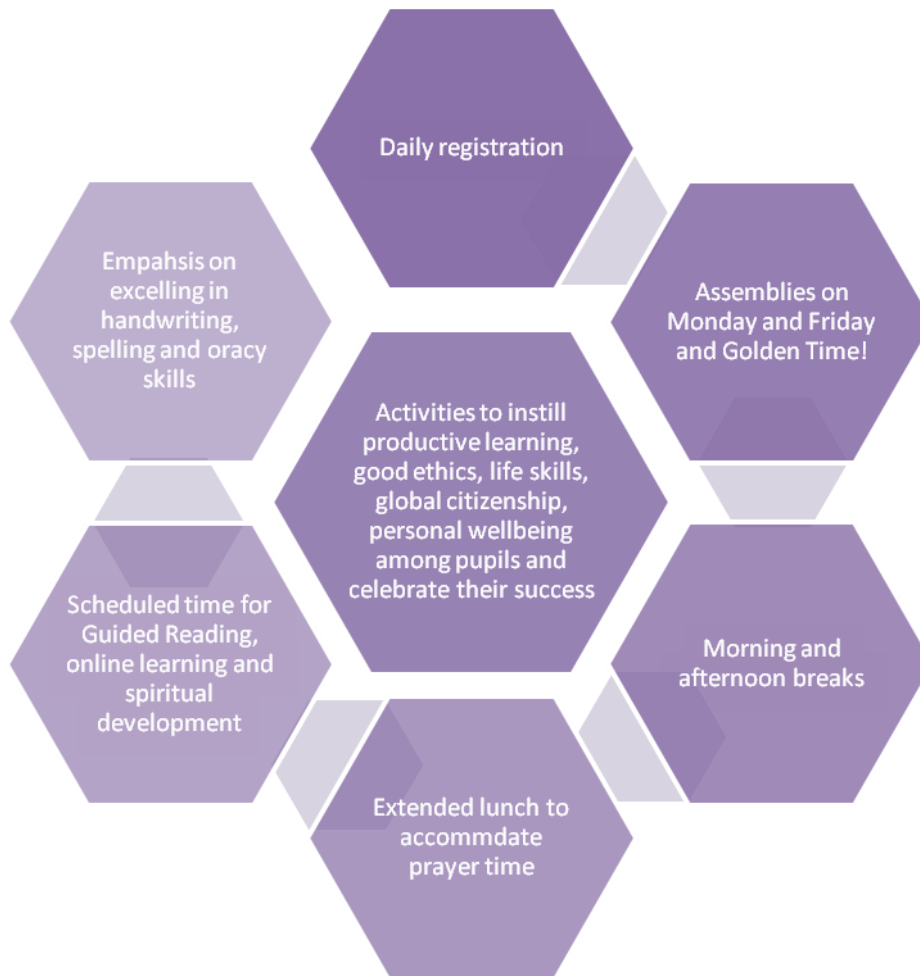 Daily registration
Assemblies on
Monday and Friday
and Golden Time!
Morning and
afternoon breaks
Extended lunch to
accommdate
prayer time
Scheduled time for
Guided Reading,
online learning and
spiritual
development
Empahsis on
excelling in
handwriting,
spelling and oracy
skills
Activities to instill
productive learning,
good ethics, life skills,
global citizenship,
personal wellbeing
among pupils and
celebrate their success